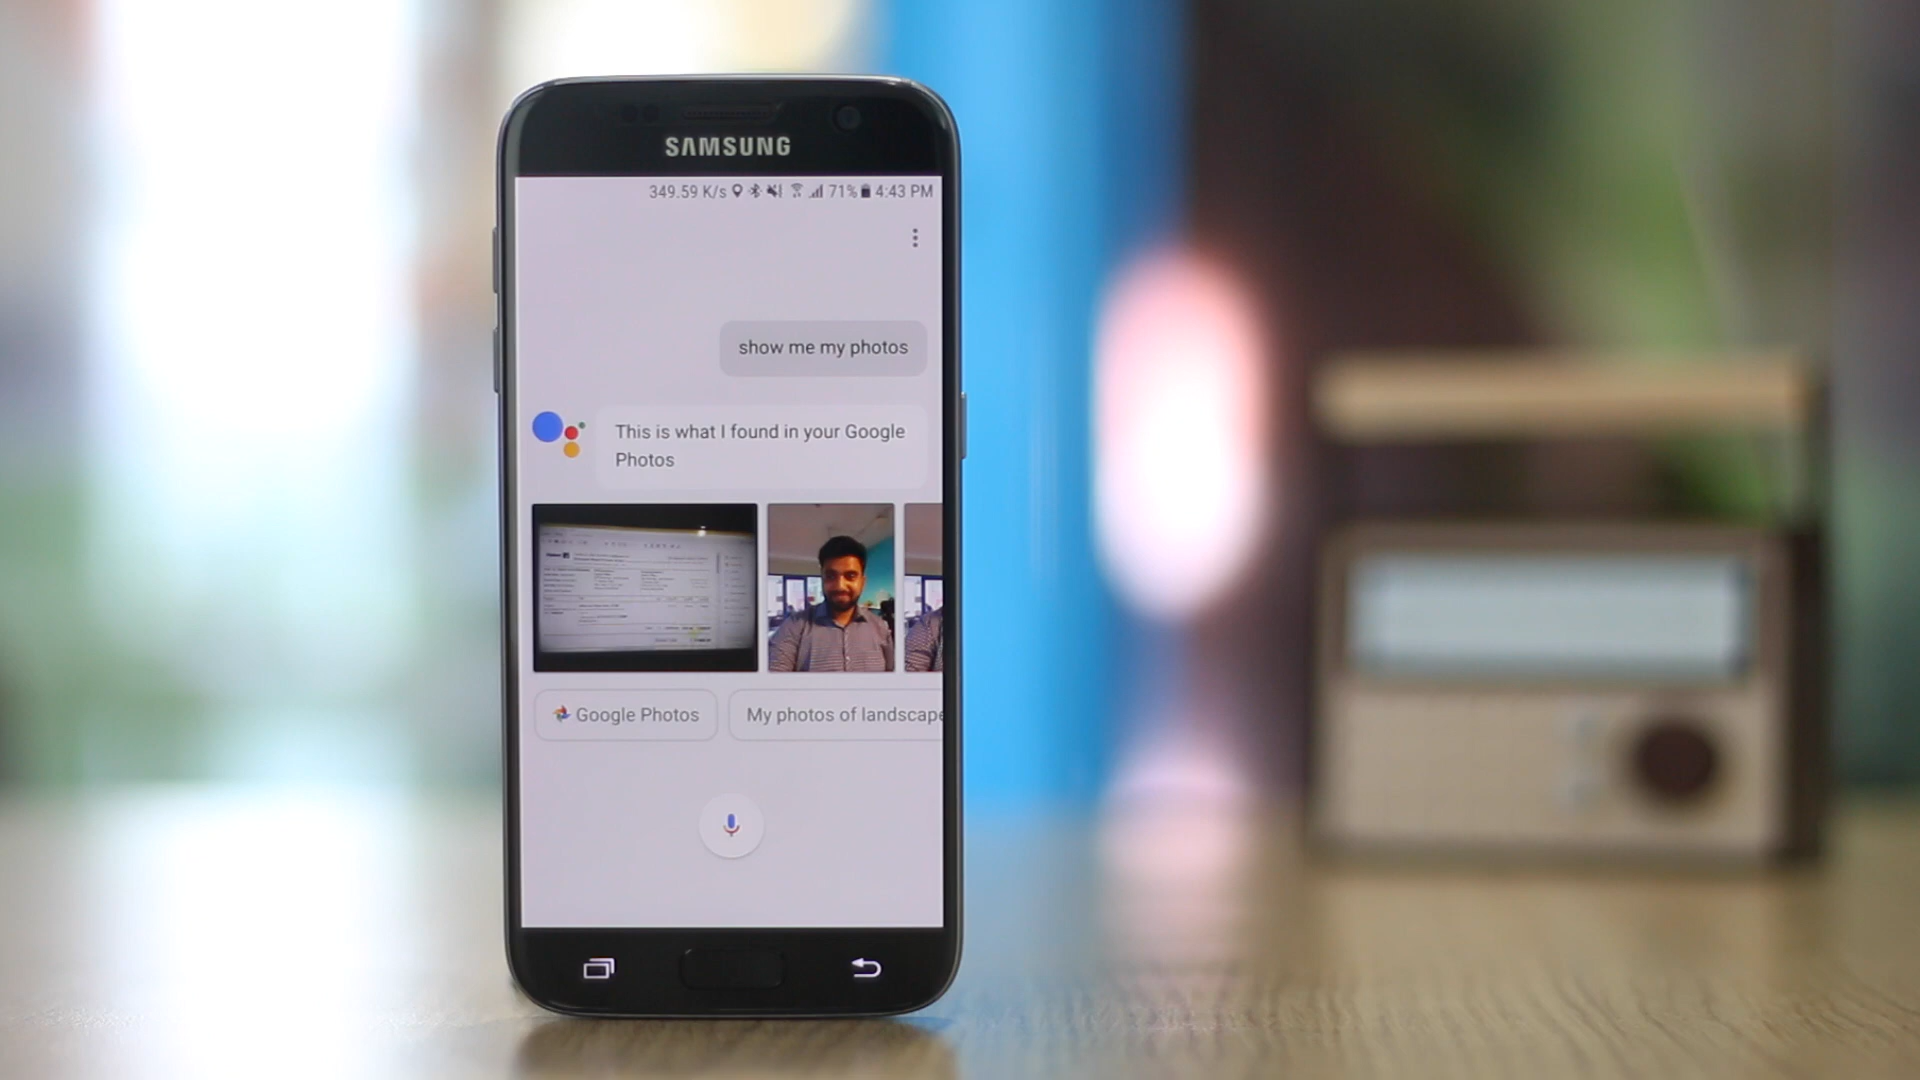 SAMSUNG
349.59 K/s 71% 4:43 PM
show me my photos
This is what I found in your Google
Photos
Google Photos
My photos of landscape